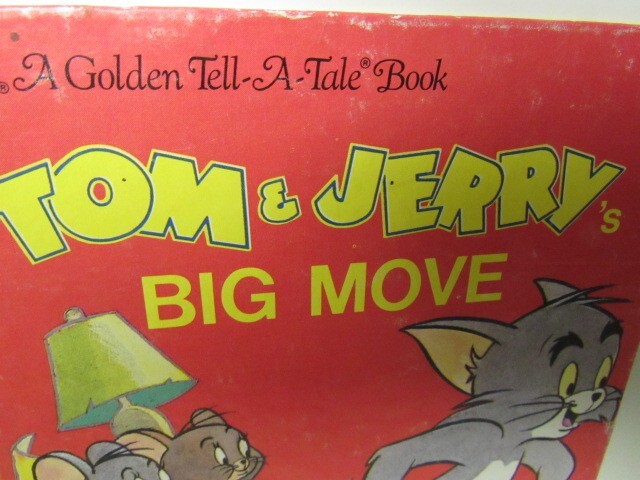 ® A Golden Tell-A-Tale® Book
TOM & JERRY's
BIG MOVE